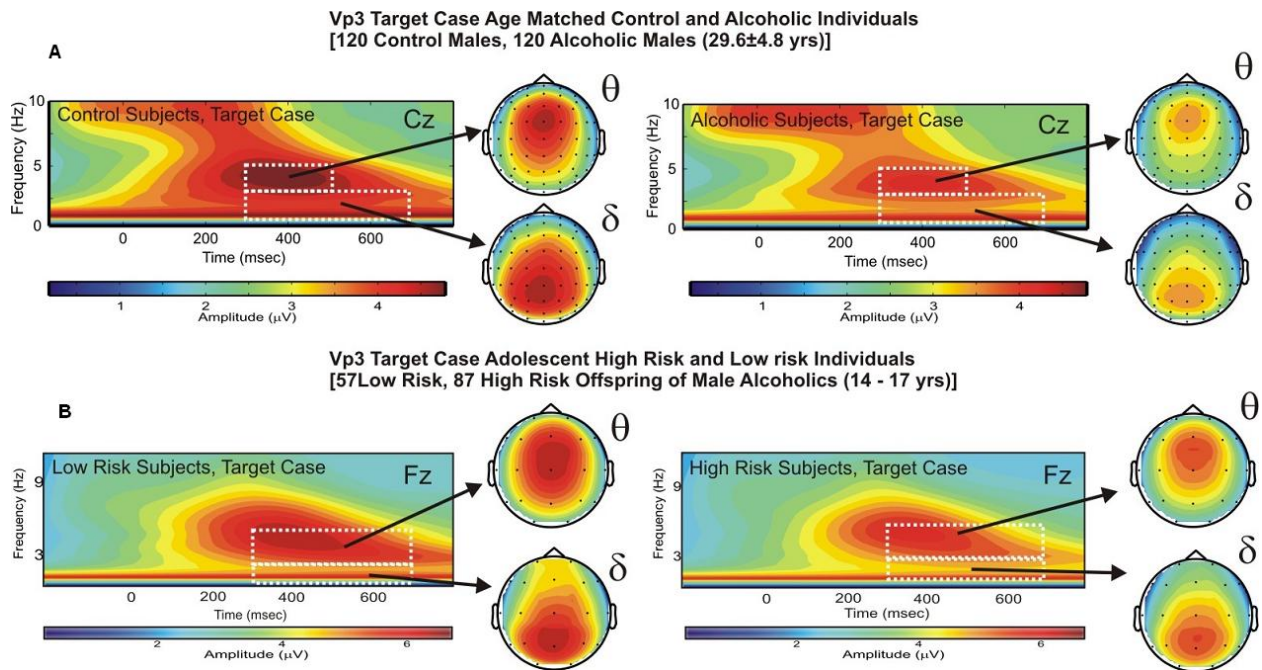 Vp3 Target Case Age Matched Control and Alcoholic Individuals
[120 Control Males, 120 Alcoholic Males (29.6±4.8 yrs)]
A
10
Control Subjects, Target Case
Cz
θ
5
Frequency (Hz)
0
0 200 400 600
Time (msec)
δ
1 2 3 4
Amplitude (µV)
10
Alcoholic Subjects, Target Case
Cz
θ
5
Frequency (Hz)
0
0 200 400 600
Time (msec)
δ
1 2 3 4
Amplitude (µV)
Vp3 Target Case Adolescent High Risk and Low risk Individuals
[57Low Risk, 87 High Risk Offspring of Male Alcoholics (14 - 17 yrs)]
B
Low Risk Subjects, Target Case
Fz
θ
9
Frequency (Hz)
3
0 200 400 600
Time (msec)
δ
2 4 6
Amplitude (µV)
High Risk Subjects, Target Case
Fz
θ
9
Frequency (Hz)
3
0 200 400 600
Time (msec)
δ
2 4 6
Amplitude (µV)